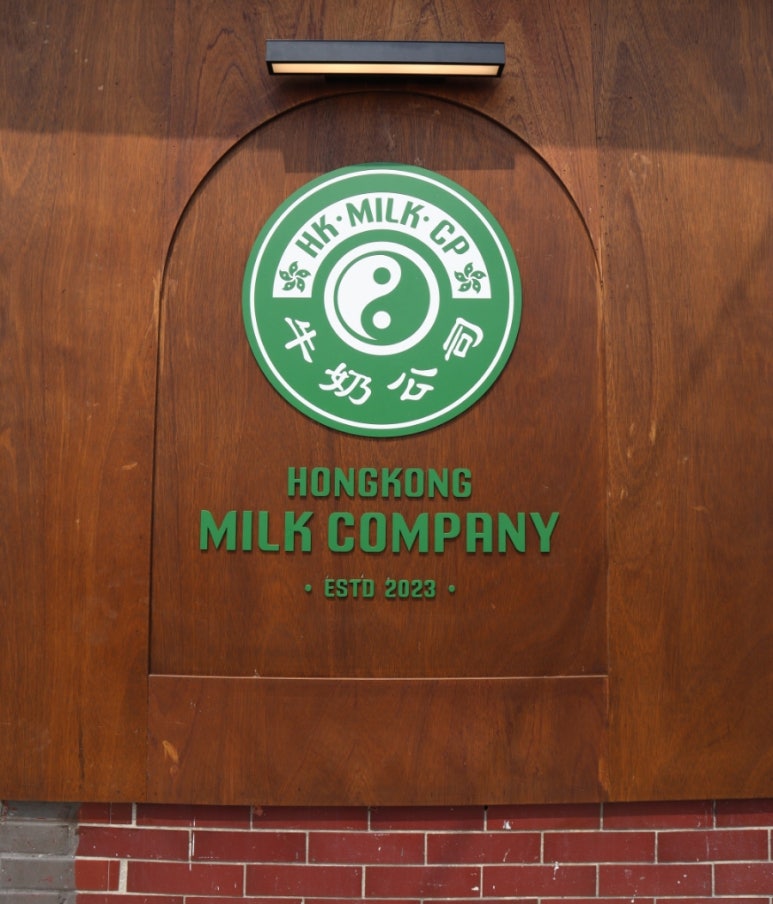 HK·MILK·CP
牛奶公司
HONGKONG
MILK COMPANY
· ESTD 2023 ·